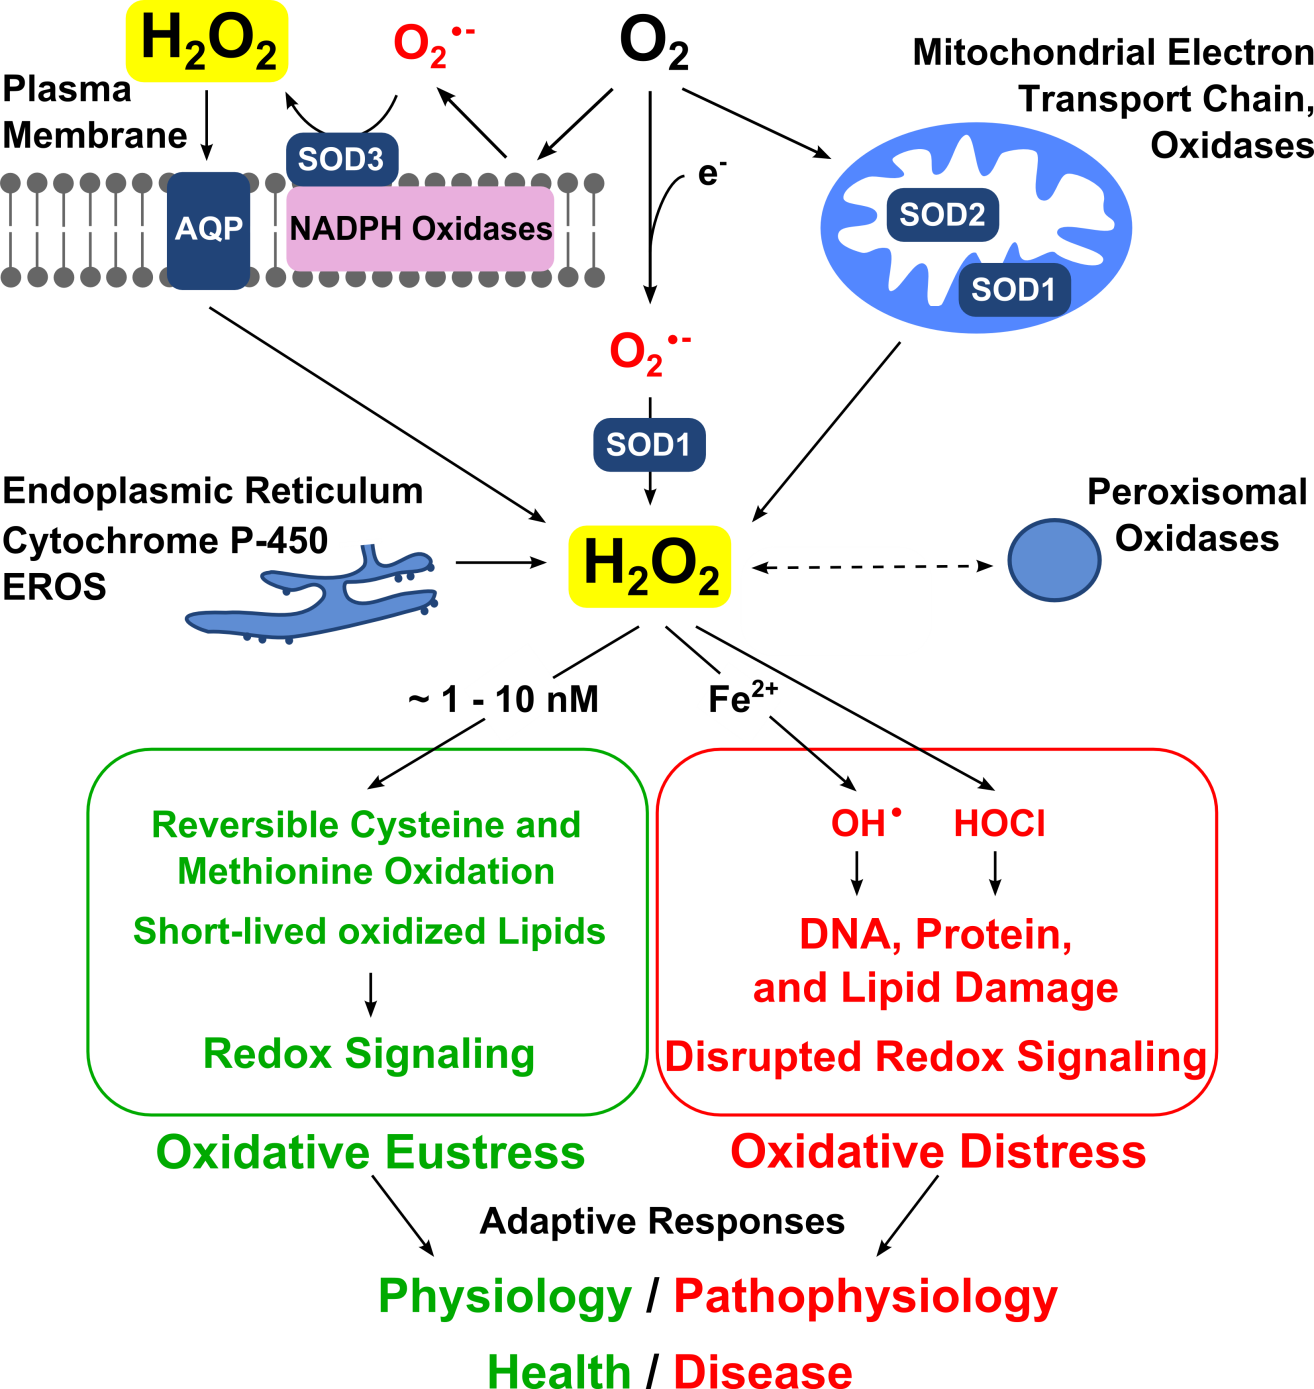 H₂O₂
O₂•-
O₂
Mitochondrial Electron
Transport Chain,
Oxidases
Plasma
Membrane
SOD3
AQP
NADPH Oxidases
e⁻
SOD2
SOD1
O₂•-
SOD1
Endoplasmic Reticulum
Cytochrome P-450
EROS
H₂O₂
Peroxisomal
Oxidases
~ 1 - 10 nM
Fe²⁺
Reversible Cysteine and
Methionine Oxidation
Short-lived oxidized Lipids
Redox Signaling
OH•
HOCl
DNA, Protein,
and Lipid Damage
Disrupted Redox Signaling
Oxidative Eustress
Oxidative Distress
Adaptive Responses
Physiology / Pathophysiology
Health / Disease